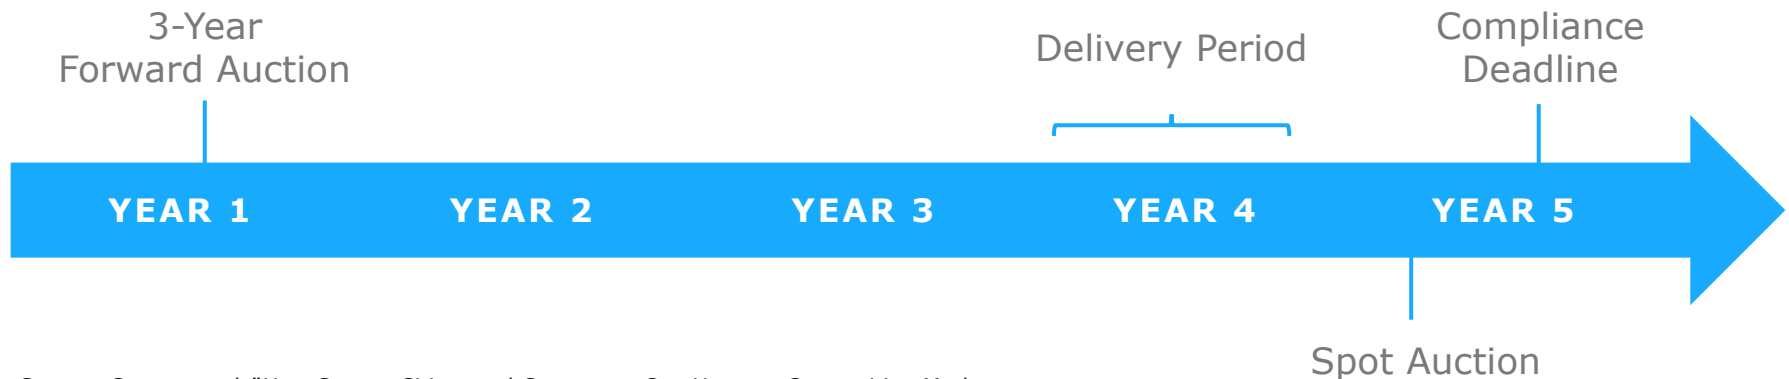 3-Year
Forward Auction
Delivery Period
Compliance
Deadline
YEAR 1
YEAR 2
YEAR 3
YEAR 4
YEAR 5
Spot Auction